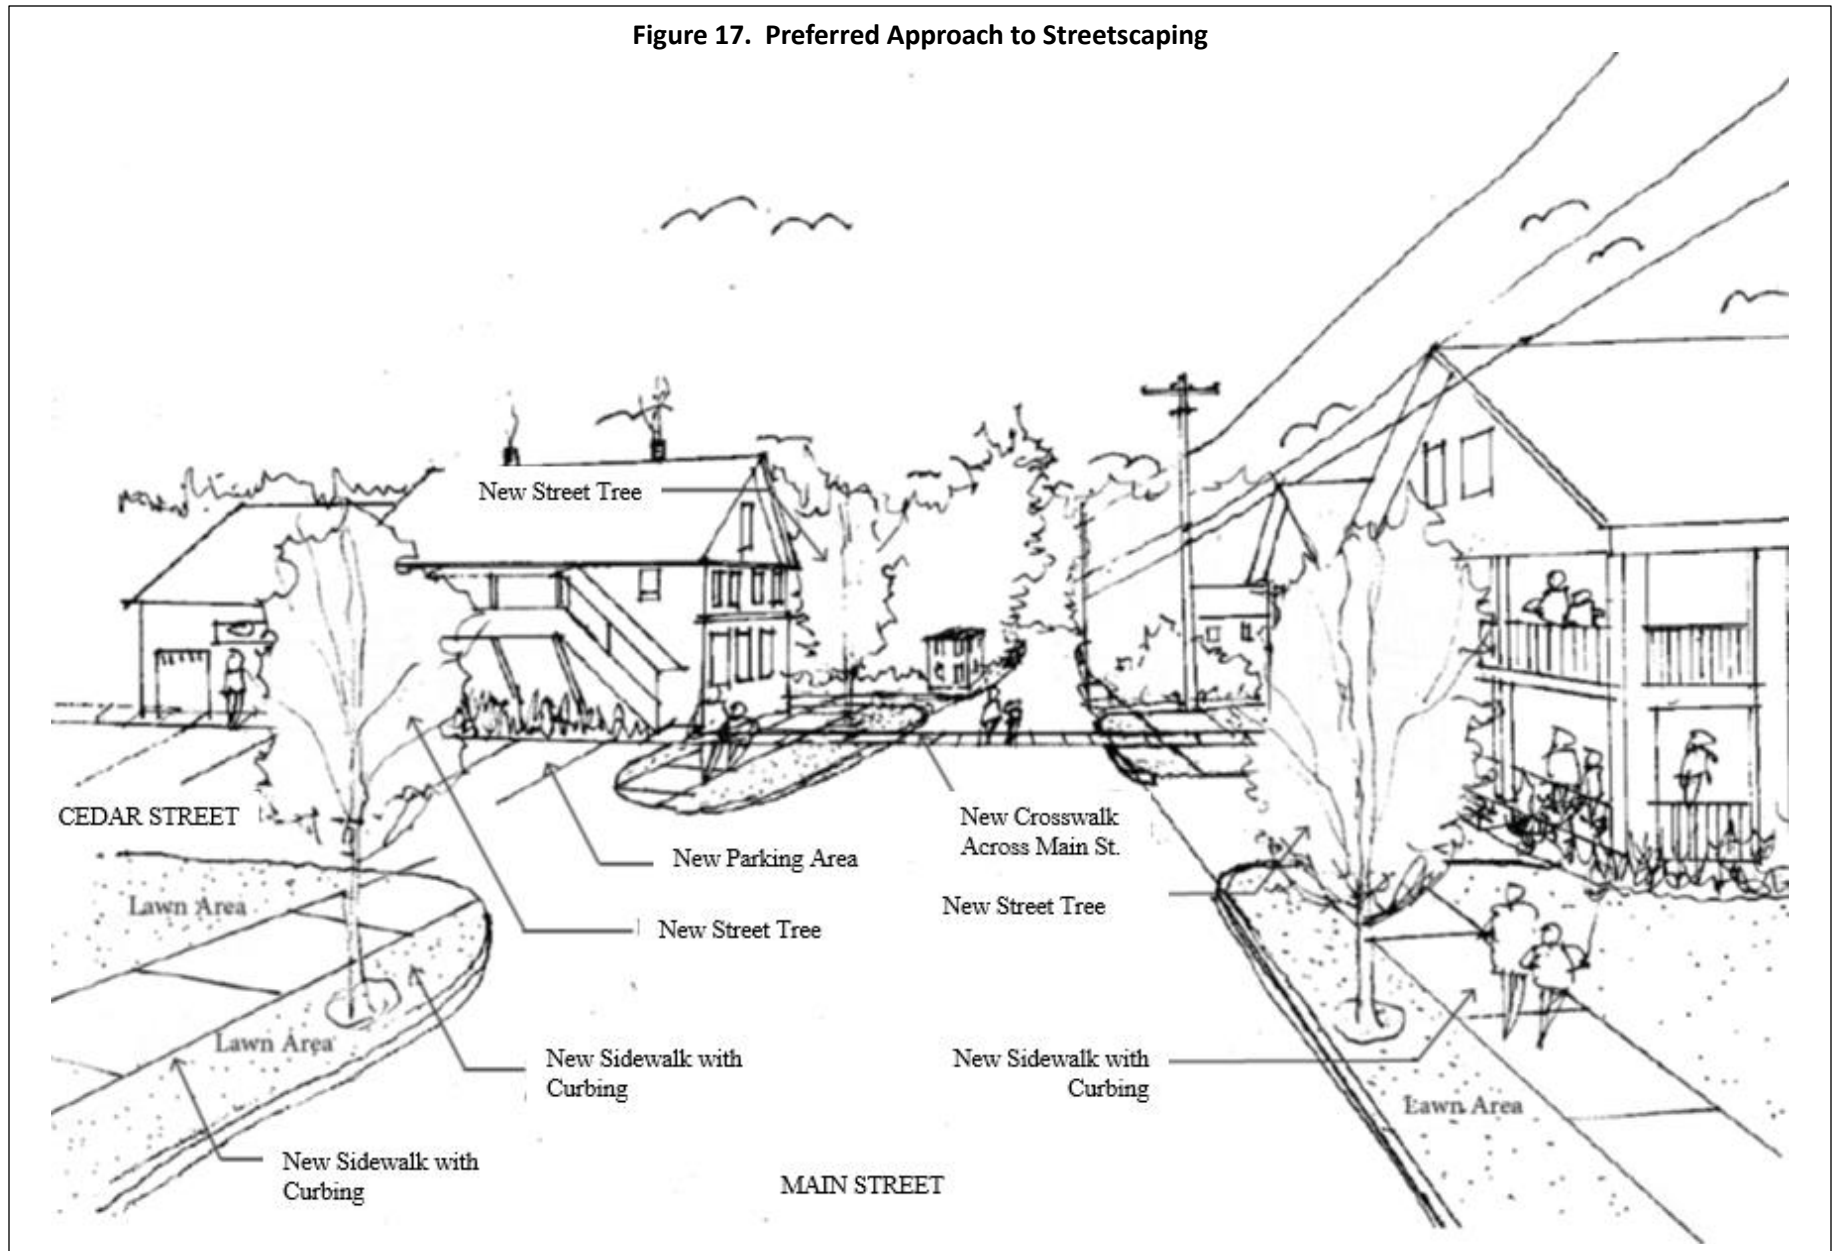 Figure 17.  Preferred Approach to Streetscaping
New Street Tree
CEDAR STREET
New Crosswalk
Across Main St.
New Parking Area
Lawn Area
New Street Tree
New Street Tree
Lawn Area
New Sidewalk with
Curbing
New Sidewalk with
Curbing
Lawn Area
New Sidewalk with
Curbing
MAIN STREET